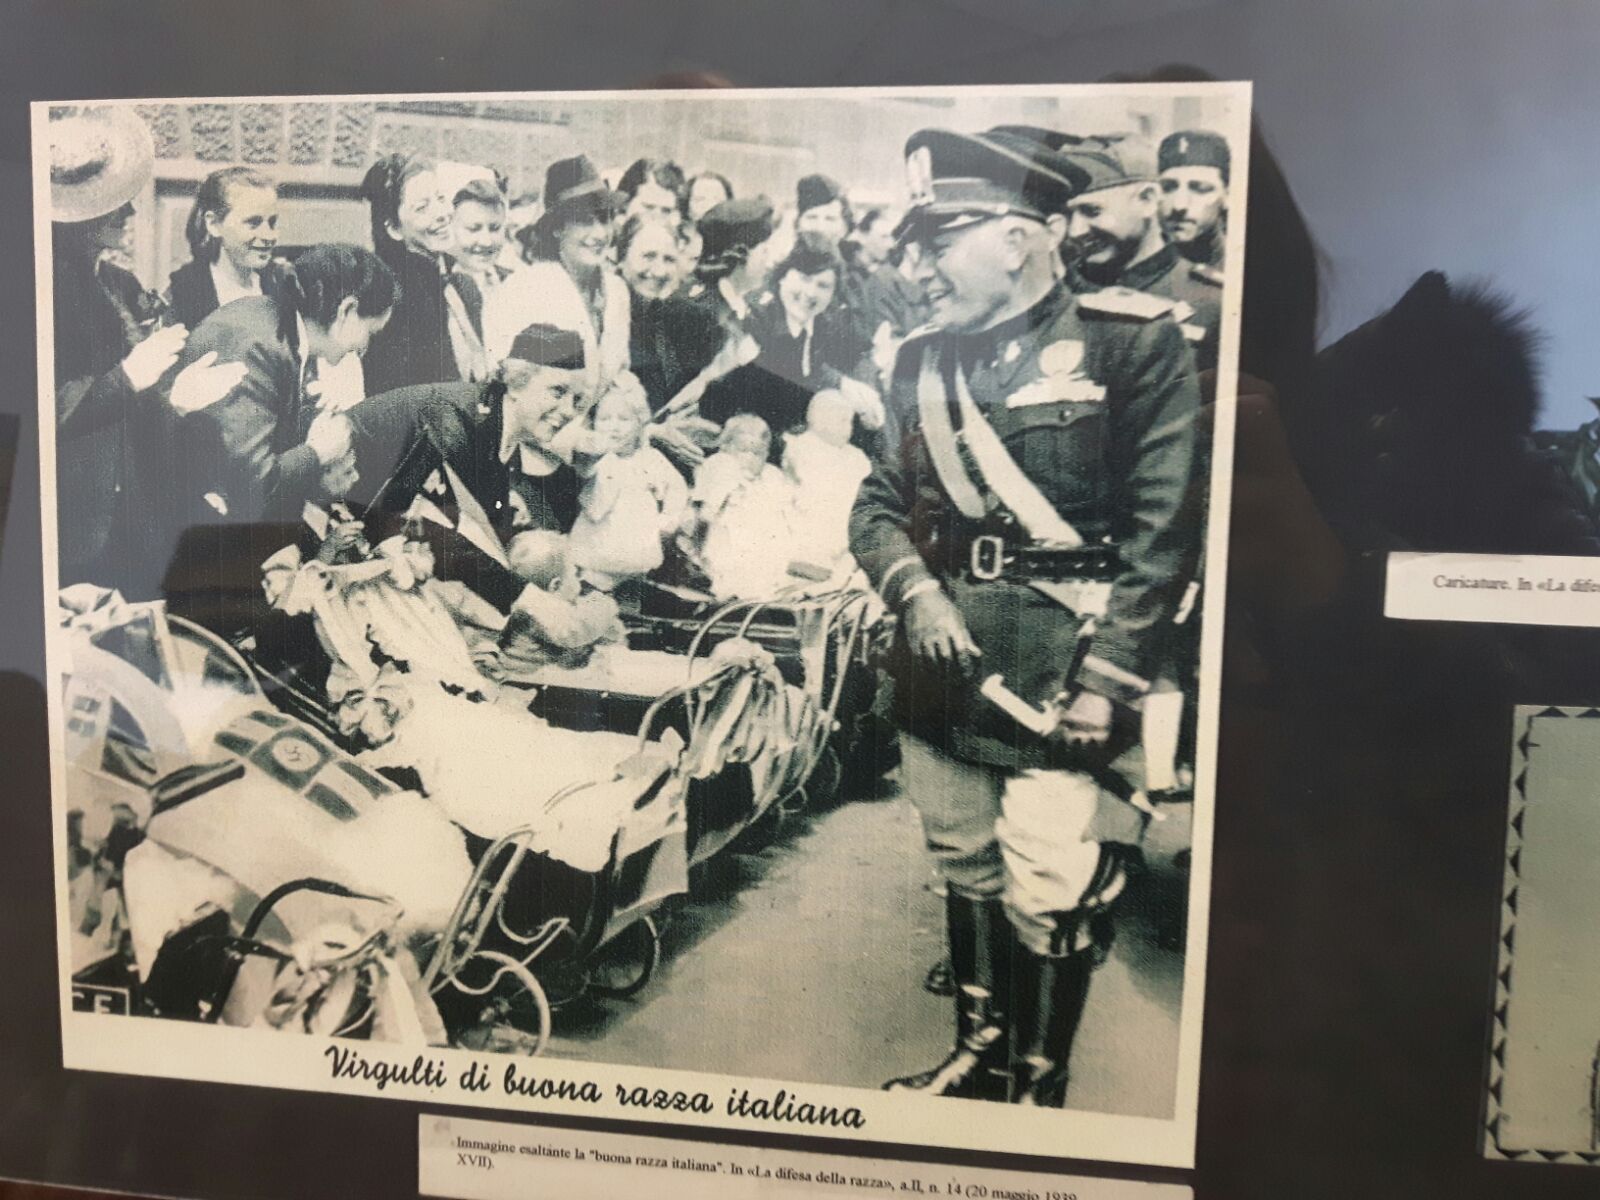 Virgulti di buona razza italiana
Immagine esaltante la "buona razza italiana". In «La difesa della razza», a.II, n. 14 (20 maggio 1939
XVII).
Caricature. In «La